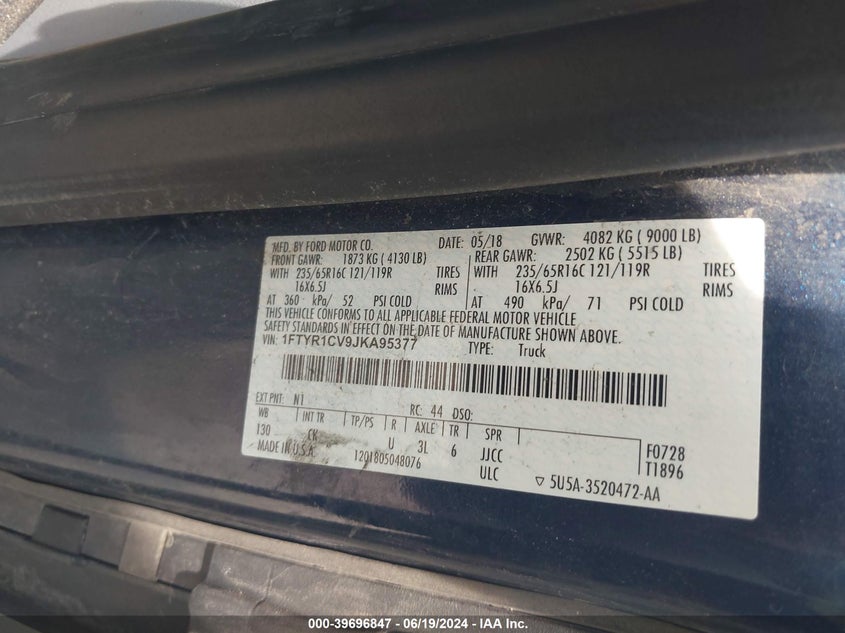 MFD. BY FORD MOTOR CO. DATE: 05/18 GVWR: 4082 KG ( 9000 LB)
FRONT GAWR: 1873 KG ( 4130 LB) REAR GAWR: 2502 KG ( 5515 LB)
WITH 235/65R16C 121/119R TIRES WITH 235/65R16C 121/119R TIRES
16X6.5J RIMS 16X6.5J RIMS
AT 360 kPa/ 52 PSI COLD AT 490 kPa/ 71 PSI COLD
THIS VEHICLE CONFORMS TO ALL APPLICABLE FEDERAL MOTOR VEHICLE
SAFETY STANDARDS IN EFFECT ON THE DATE OF MANUFACTURE SHOWN ABOVE.
VIN: 1FTYR1CV9JKA95377 TYPE: Truck
EXT PNT: N1 RC: 44 DSO:
WB INT TR TP/PS R AXLE TR SPR
130 CK U 3L 6 JJCC F0728
MADE IN U.S.A. 1201805048076 ULC T1896
▽ 5U5A-3520472-AA
000-39696847 - 06/19/2024 - IAA Inc.